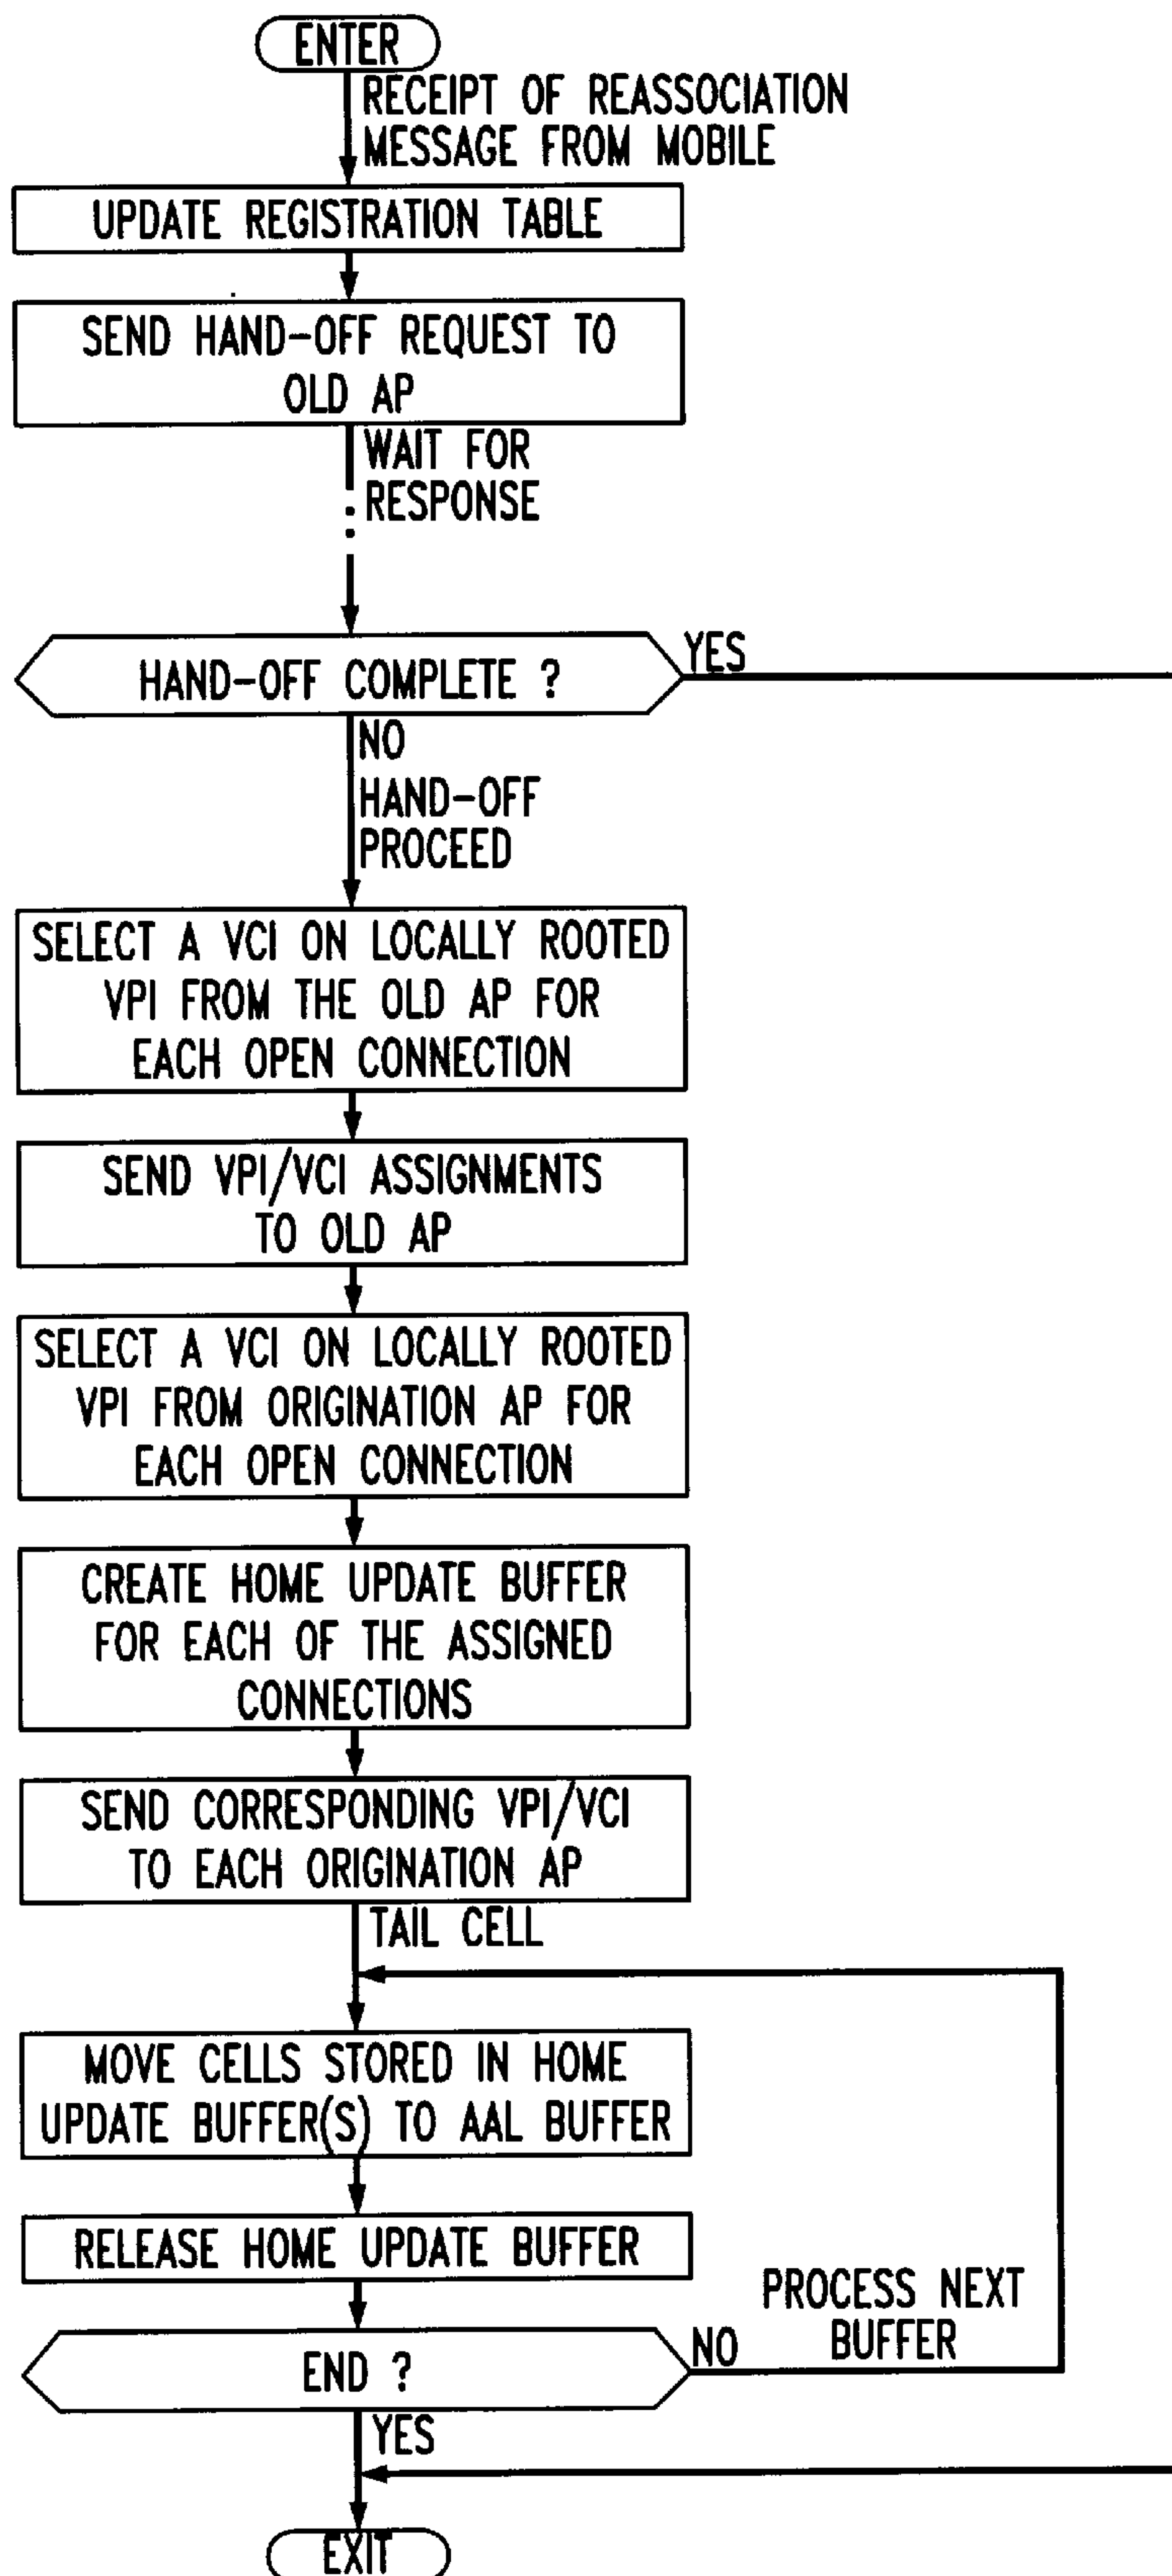 ENTER
RECEIPT OF REASSOCIATION
MESSAGE FROM MOBILE
UPDATE REGISTRATION TABLE
SEND HAND-OFF REQUEST TO
OLD AP
WAIT FOR
RESPONSE
HAND-OFF COMPLETE ?
YES
NO
HAND-OFF
PROCEED
SELECT A VCI ON LOCALLY ROOTED
VPI FROM THE OLD AP FOR
EACH OPEN CONNECTION
SEND VPI/VCI ASSIGNMENTS
TO OLD AP
SELECT A VCI ON LOCALLY ROOTED
VPI FROM ORIGINATION AP FOR
EACH OPEN CONNECTION
CREATE HOME UPDATE BUFFER
FOR EACH OF THE ASSIGNED
CONNECTIONS
SEND CORRESPONDING VPI/VCI
TO EACH ORIGINATION AP
TAIL CELL
MOVE CELLS STORED IN HOME
UPDATE BUFFER(S) TO AAL BUFFER
RELEASE HOME UPDATE BUFFER
PROCESS NEXT
BUFFER
END ?
NO
YES
EXIT